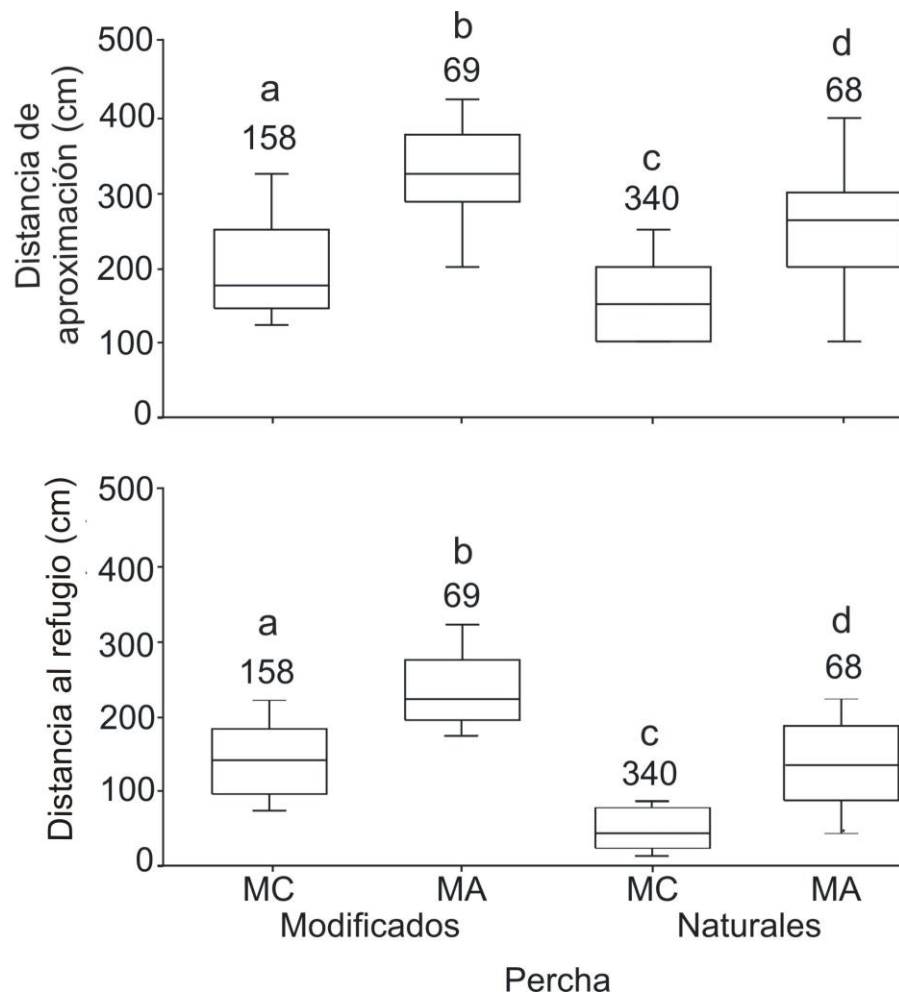 Distancia de
aproximación (cm)
500
400
300
200
100
0
a
158
b
69
c
340
d
68
Distancia al refugio (cm)
500
400
300
200
100
0
a
158
b
69
c
340
d
68
MC MA MC MA
Modificados Naturales
Percha